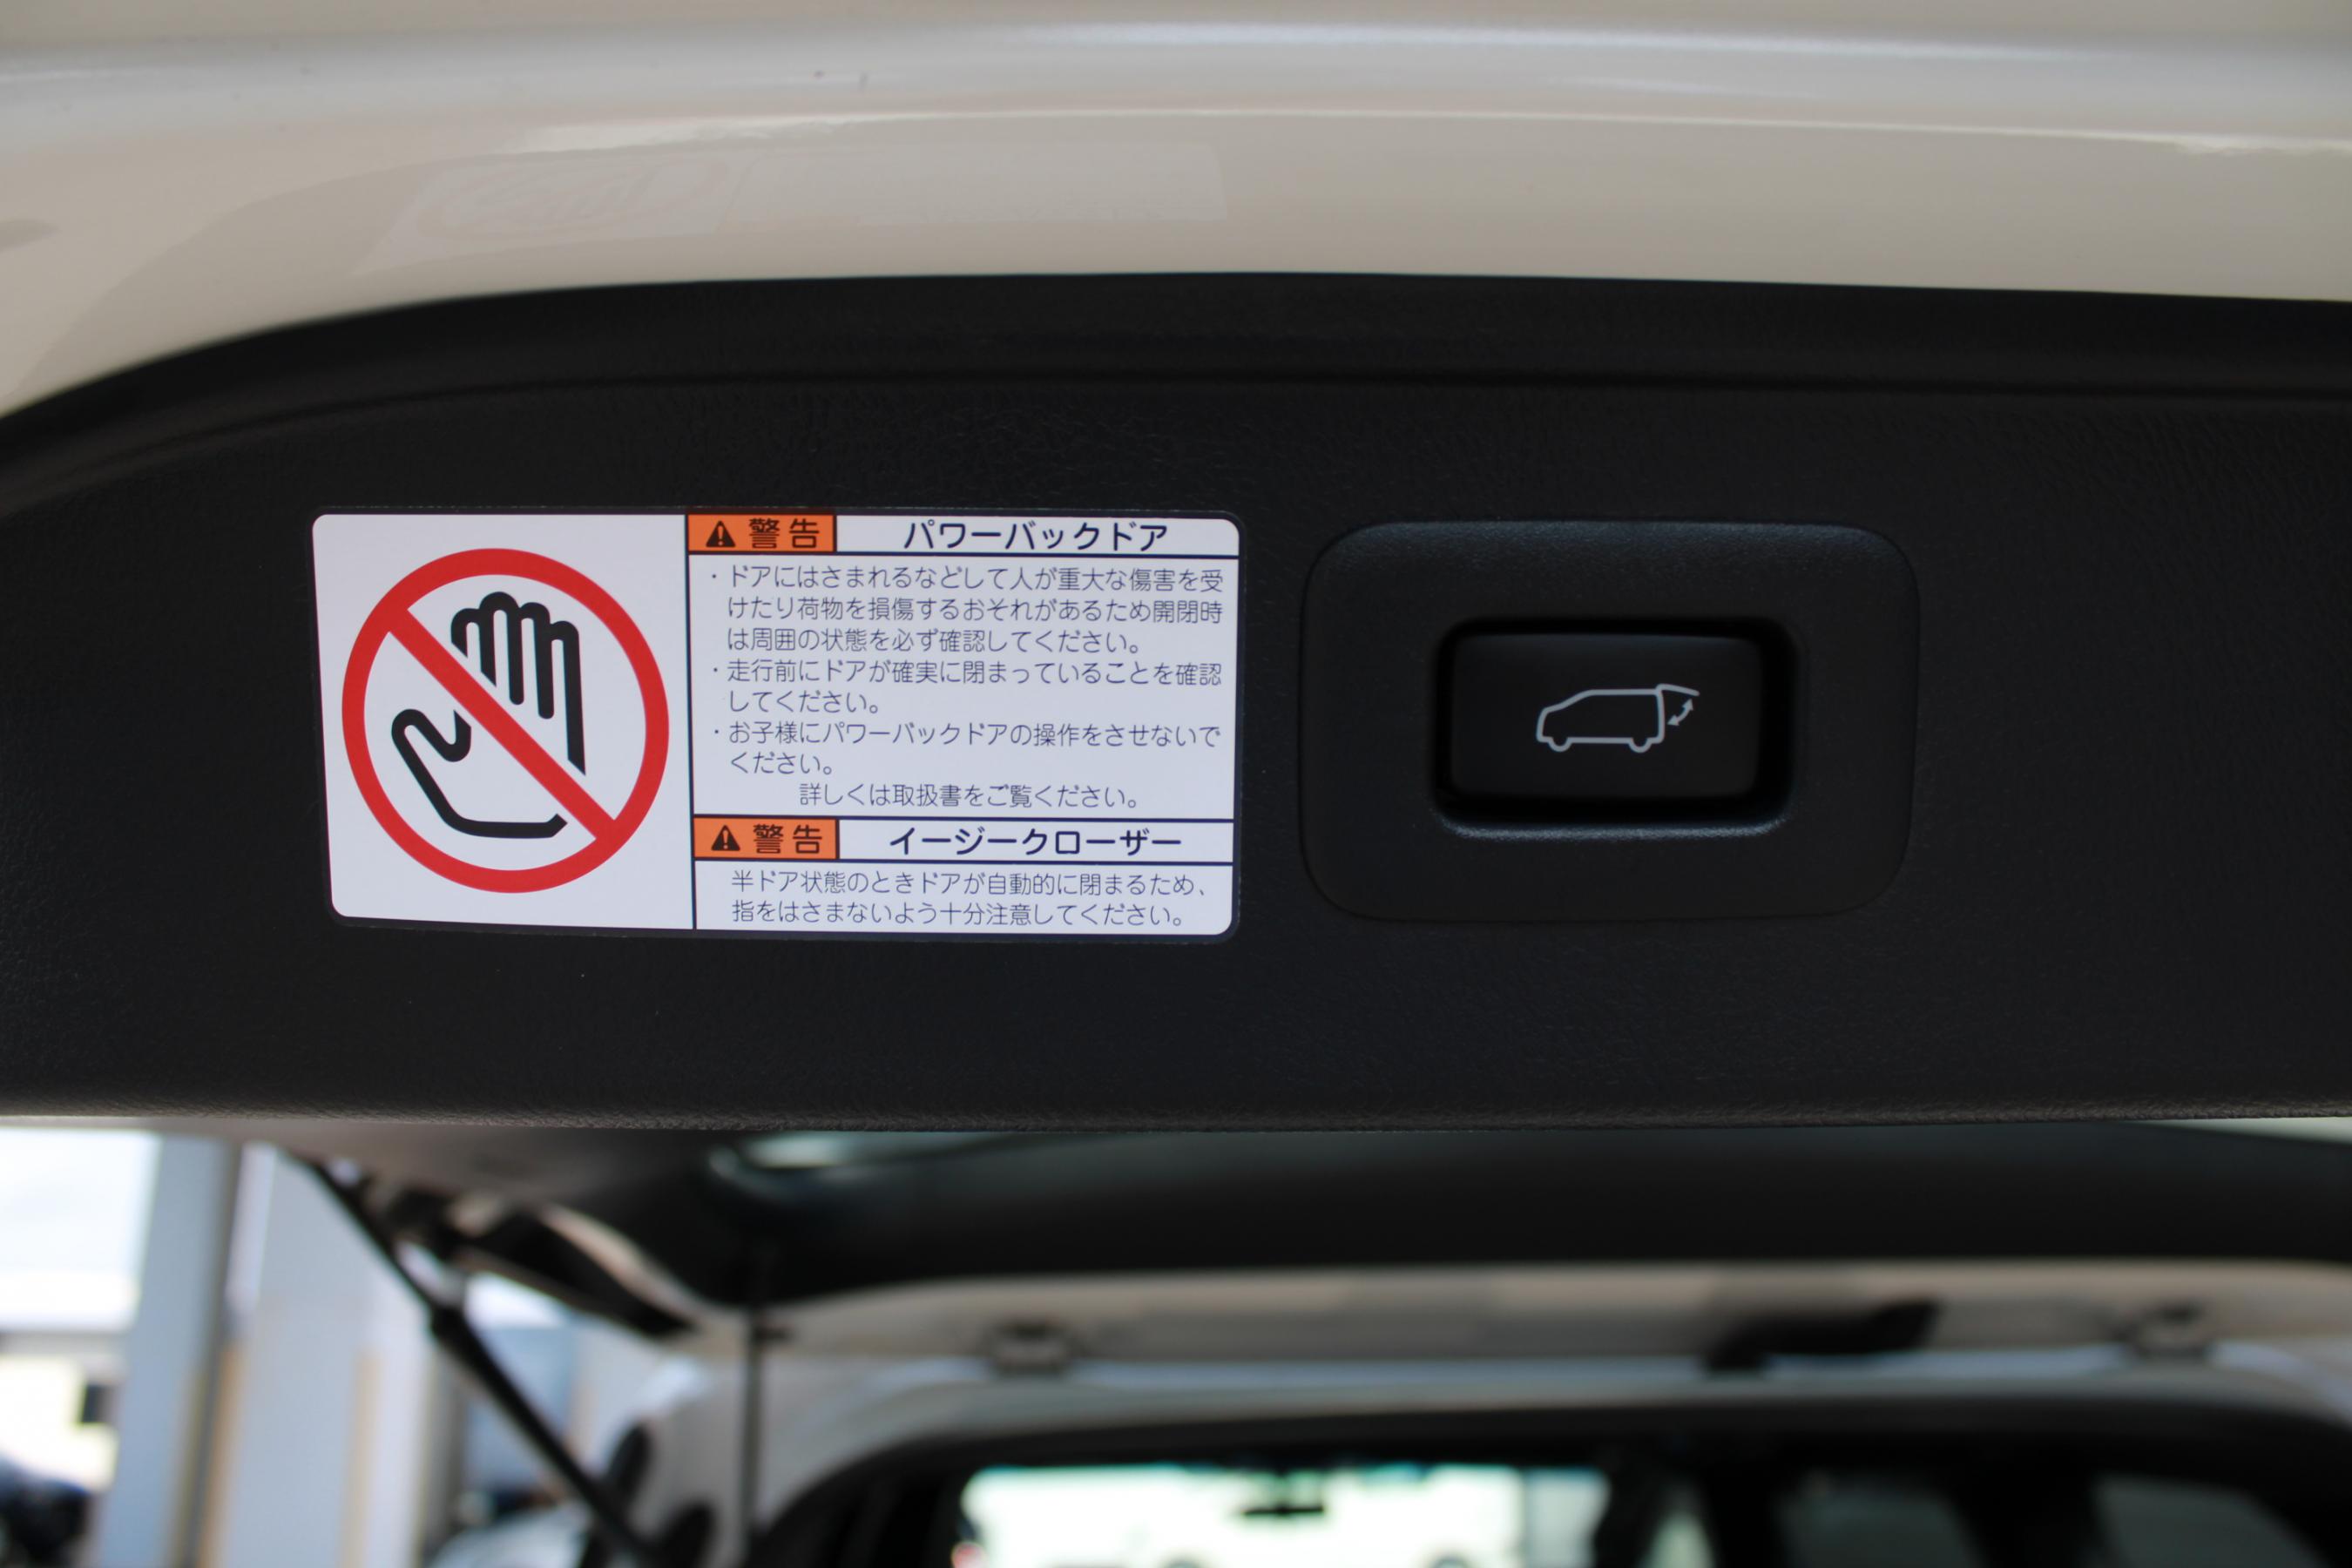 警告 パワーバックドア
・ドアにはさまれるなどして人が重大な傷害を受
けたり荷物を損傷するおそれがあるため開閉時
は周囲の状態を必ず確認してください。
・走行前にドアが確実に閉まっていることを確認
してください。
・お子様にパワーバックドアの操作をさせないで
ください。
詳しくは取扱書をご覧ください。
警告 イージークローザー
半ドア状態のときドアが自動的に閉まるため、
指をはさまないよう十分注意してください。